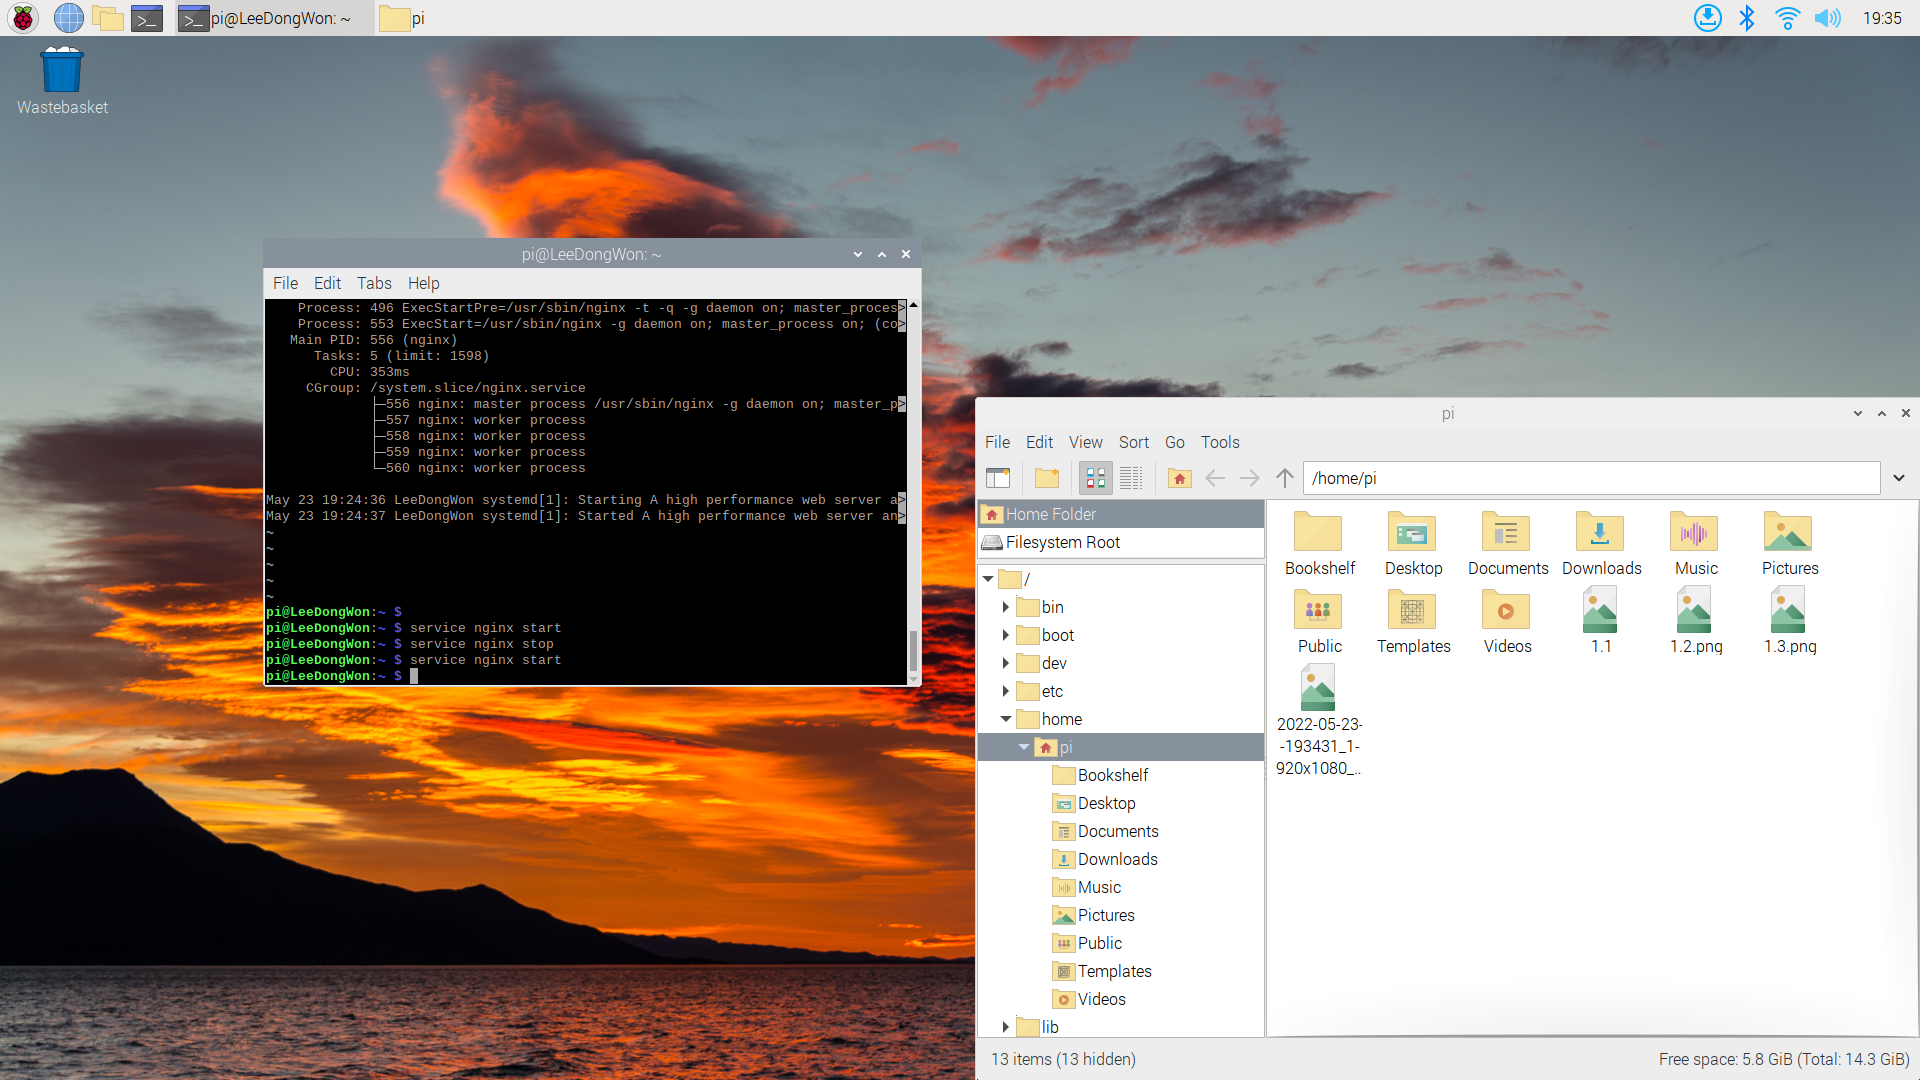 pi@LeeDongWon: ~
pi
19:35
Wastebasket
pi@LeeDongWon: ~
File Edit Tabs Help
Process: 496 ExecStartPre=/usr/sbin/nginx -t -q -g daemon on; master_proces>
Process: 553 ExecStart=/usr/sbin/nginx -g daemon on; master_process on; (co>
Main PID: 556 (nginx)
Tasks: 5 (limit: 1598)
CPU: 353ms
CGroup: /system.slice/nginx.service
├─556 nginx: master process /usr/sbin/nginx -g daemon on; master_p>
├─557 nginx: worker process
├─558 nginx: worker process
├─559 nginx: worker process
└─560 nginx: worker process
May 23 19:24:36 LeeDongWon systemd[1]: Starting A high performance web server a>
May 23 19:24:37 LeeDongWon systemd[1]: Started A high performance web server an>
~
~
~
~
~
pi@LeeDongWon:~ $
pi@LeeDongWon:~ $ service nginx start
pi@LeeDongWon:~ $ service nginx stop
pi@LeeDongWon:~ $ service nginx start
pi@LeeDongWon:~ $
pi
File Edit View Sort Go Tools
/home/pi
Home Folder
Filesystem Root
/
bin
boot
dev
etc
home
pi
Bookshelf
Desktop
Documents
Downloads
Music
Pictures
Public
Templates
Videos
lib
Bookshelf Desktop Documents Downloads Music Pictures
Public Templates Videos 1.1 1.2.png 1.3.png
2022-05-23-
-193431_1-
920x1080_...
13 items (13 hidden)
Free space: 5.8 GiB (Total: 14.3 GiB)